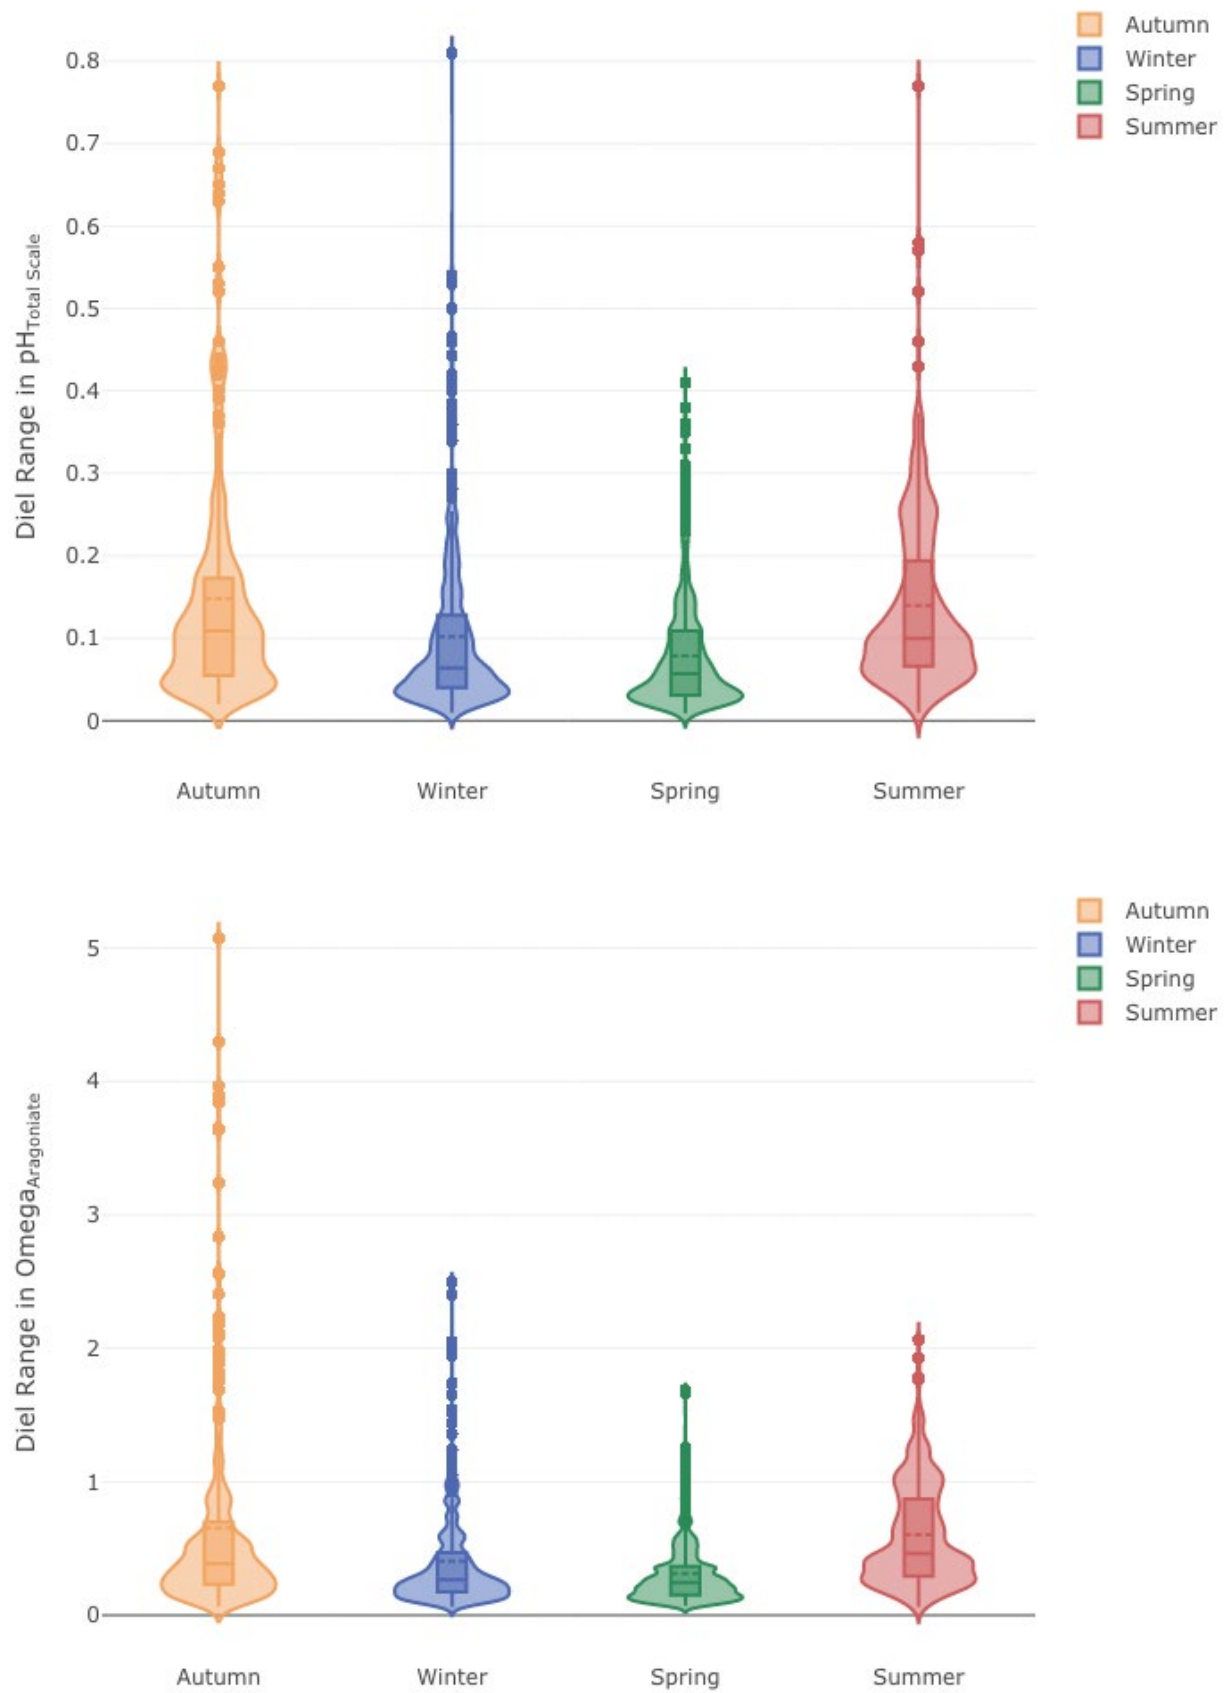 Autumn
Winter
Spring
Summer
0.8
0.7
0.6
0.5
0.4
0.3
0.2
0.1
0
Diel Range in pHTotal Scale
Autumn Winter Spring Summer
Autumn
Winter
Spring
Summer
5
4
3
2
1
0
Diel Range in OmegaAragoniate
Autumn Winter Spring Summer